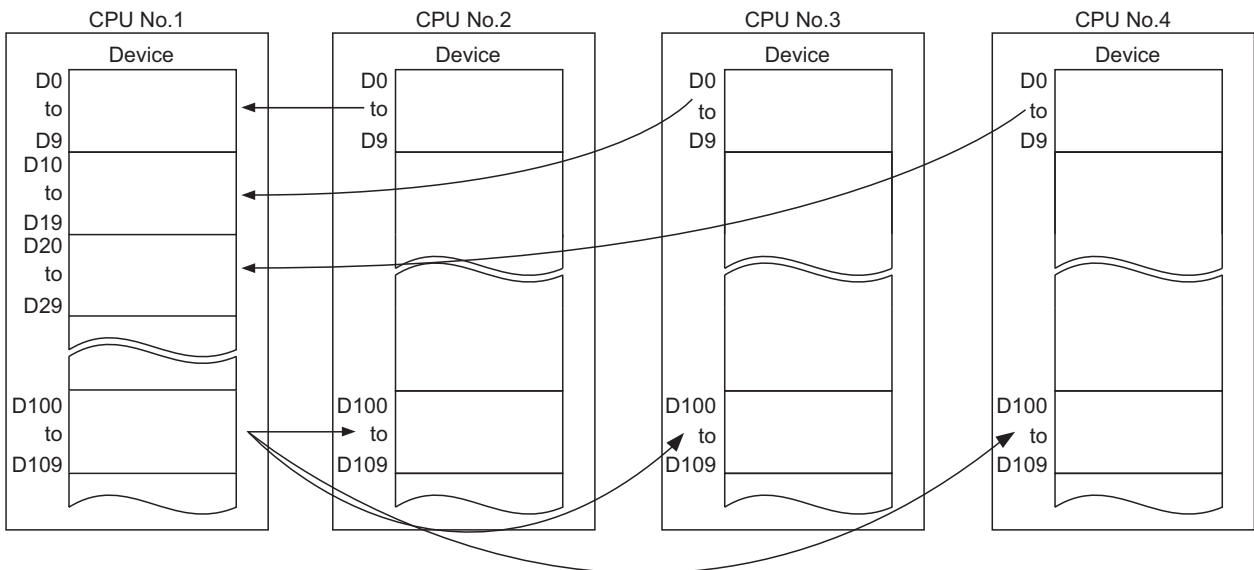 CPU No.1
Device
D0
to
D9
D10
to
D19
D20
to
D29
D100
to
D109
CPU No.2
Device
D0
to
D9
D100
to
D109
CPU No.3
Device
D0
to
D9
D100
to
D109
CPU No.4
Device
D0
to
D9
D100
to
D109